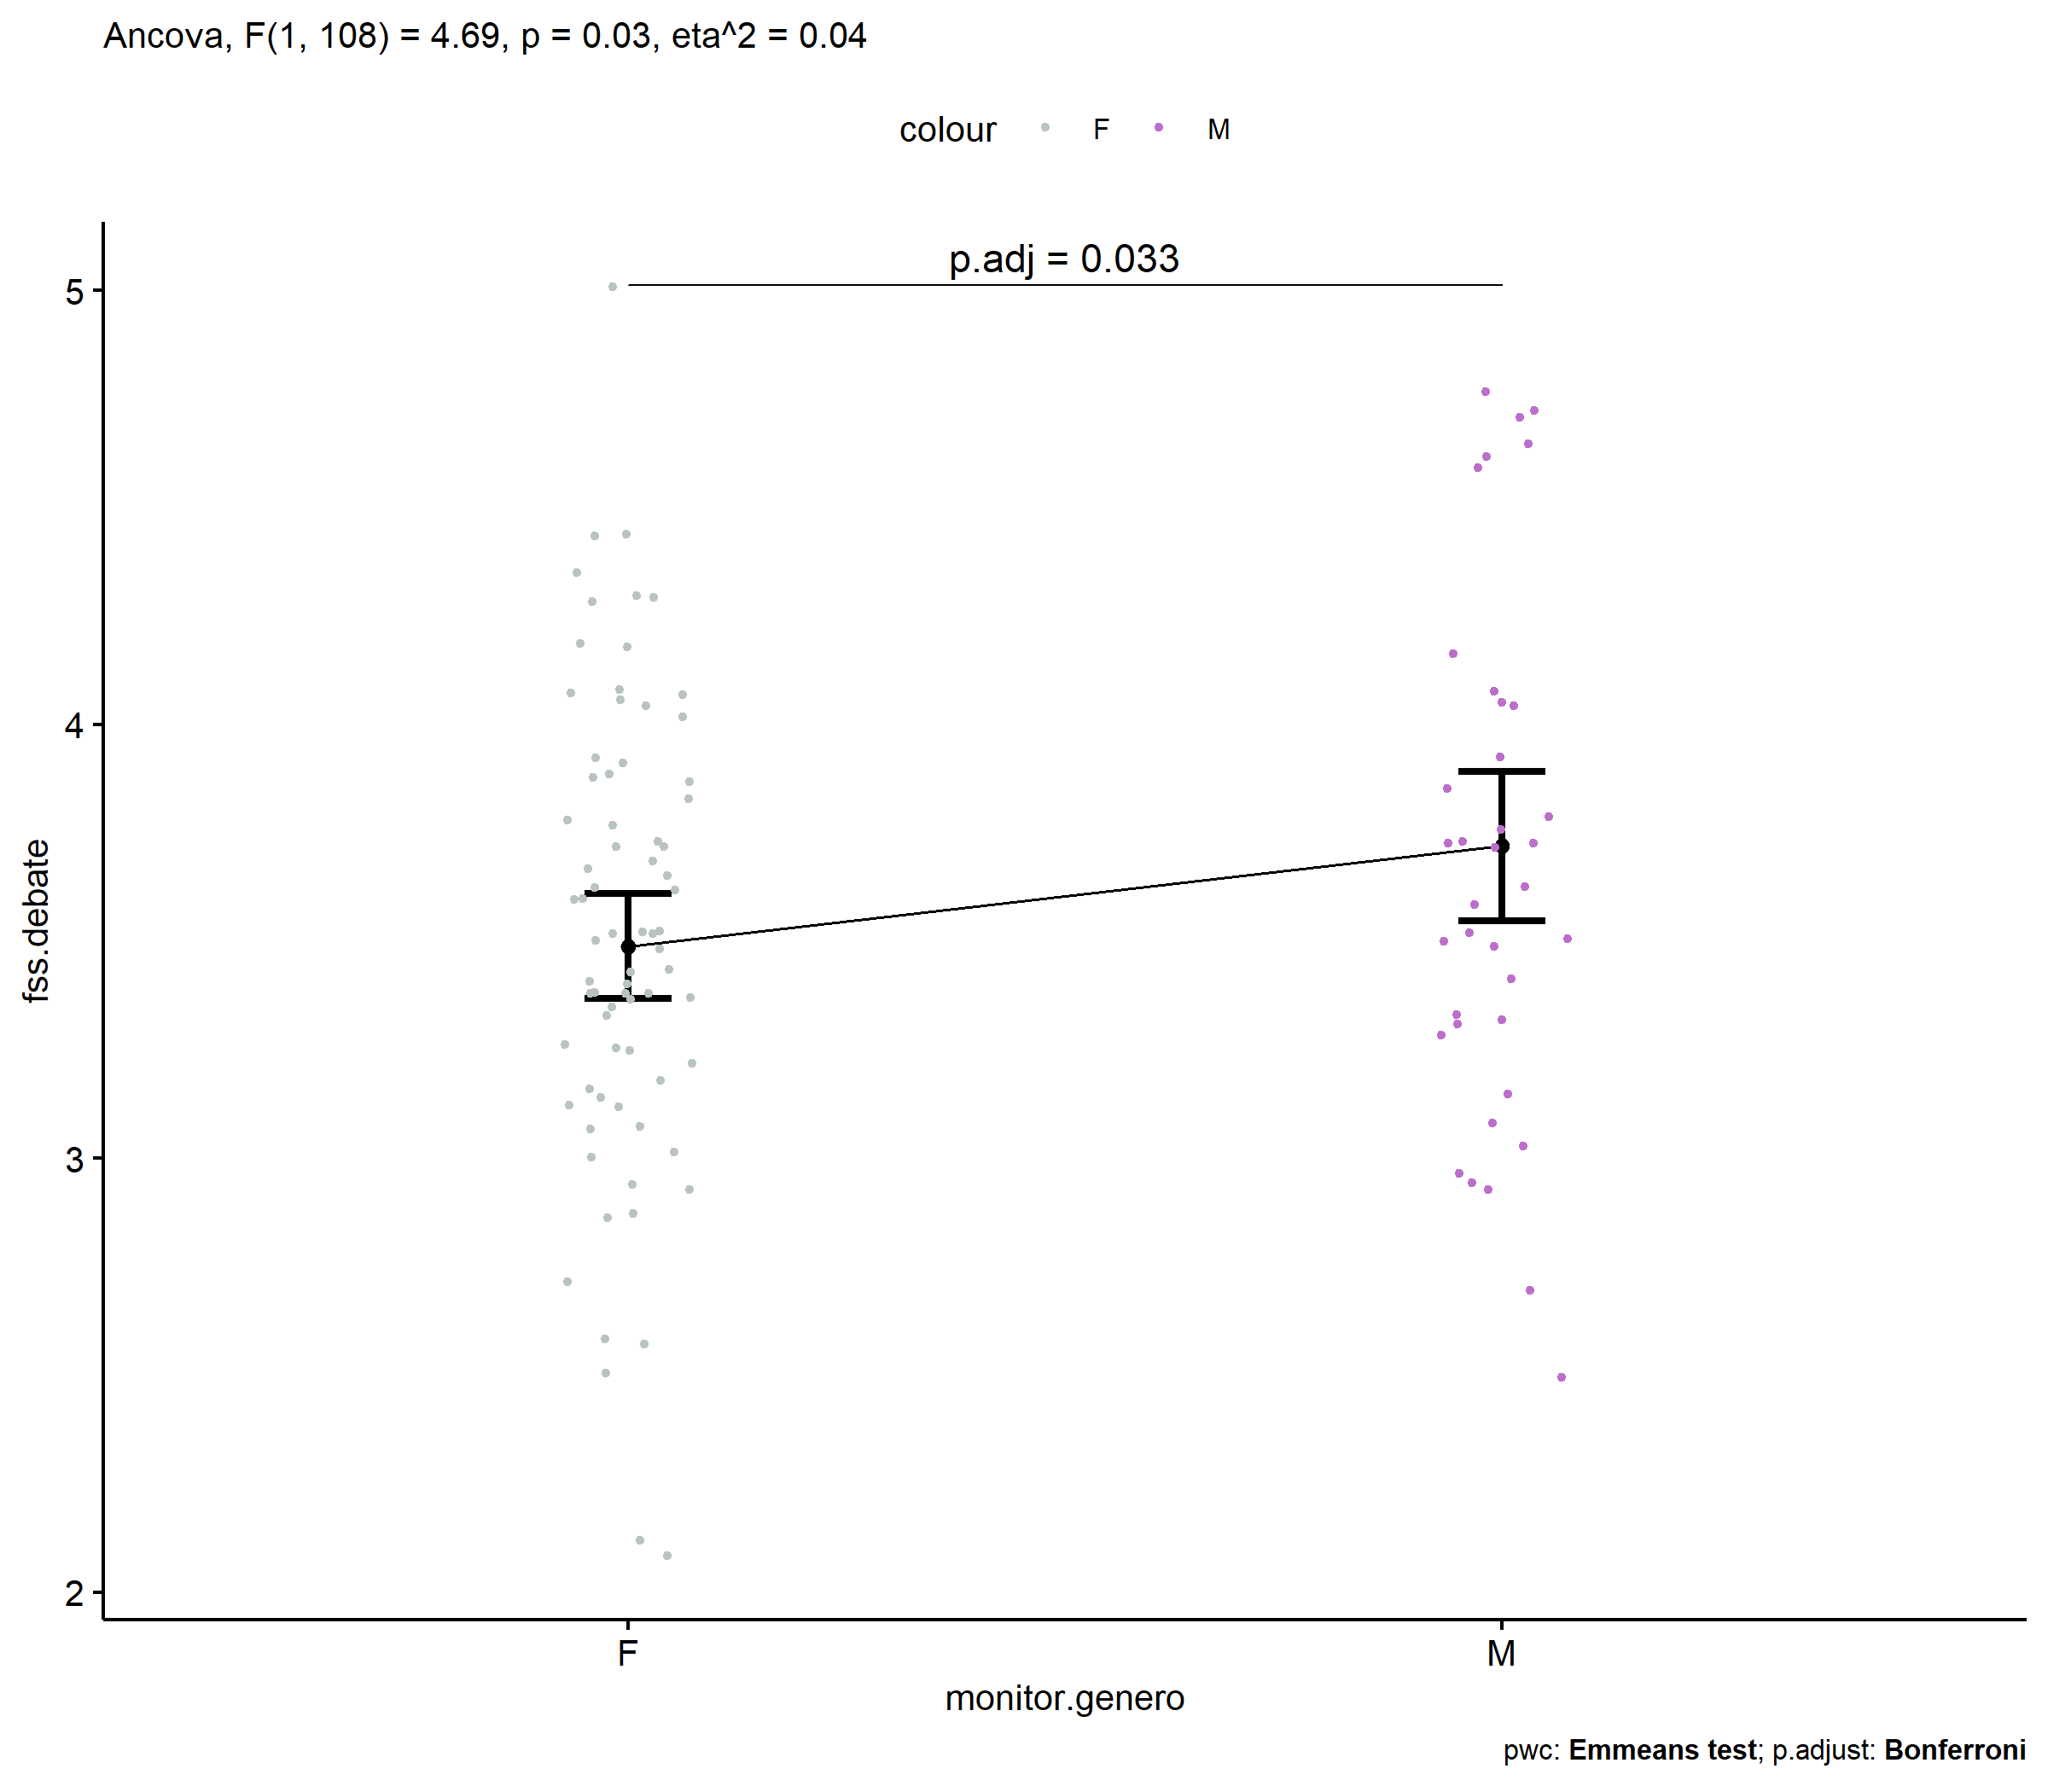 Ancova, F(1, 108) = 4.69, p = 0.03, eta^2 = 0.04
colour F M
p.adj = 0.033
5
4
3
2
fss.debate
F M
monitor.genero
pwc: Emmeans test; p.adjust: Bonferroni